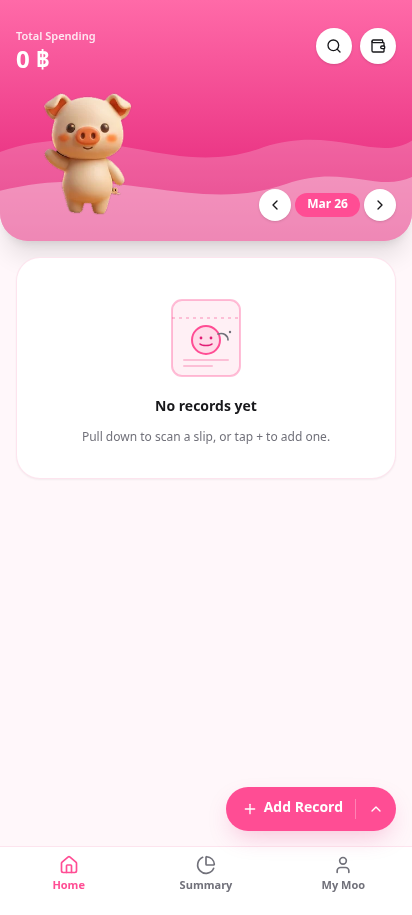 Total Spending
0 ฿
Mar 26
No records yet
Pull down to scan a slip, or tap + to add one.
Add Record
Home
Summary
My Moo